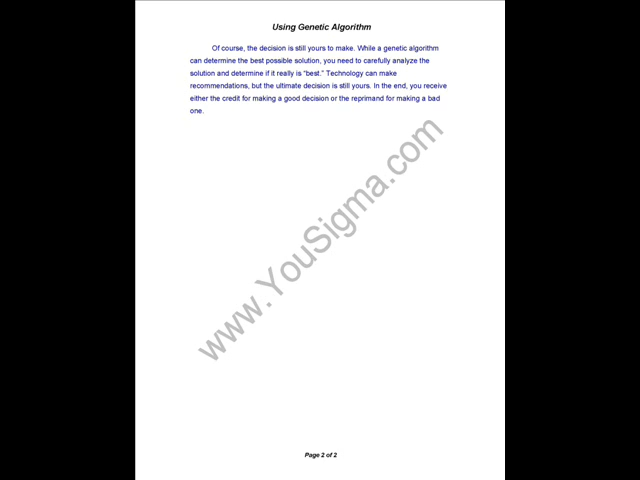 Using Genetic Algorithm
Of course, the decision is still yours to make. While a genetic algorithm
can determine the best possible solution, you need to carefully analyze the
solution and determine if it really is “best.” Technology can make
recommendations, but the ultimate decision is still yours. In the end, you receive
either the credit for making a good decision or the reprimand for making a bad
one.
www.YouSigma.com
Page 2 of 2